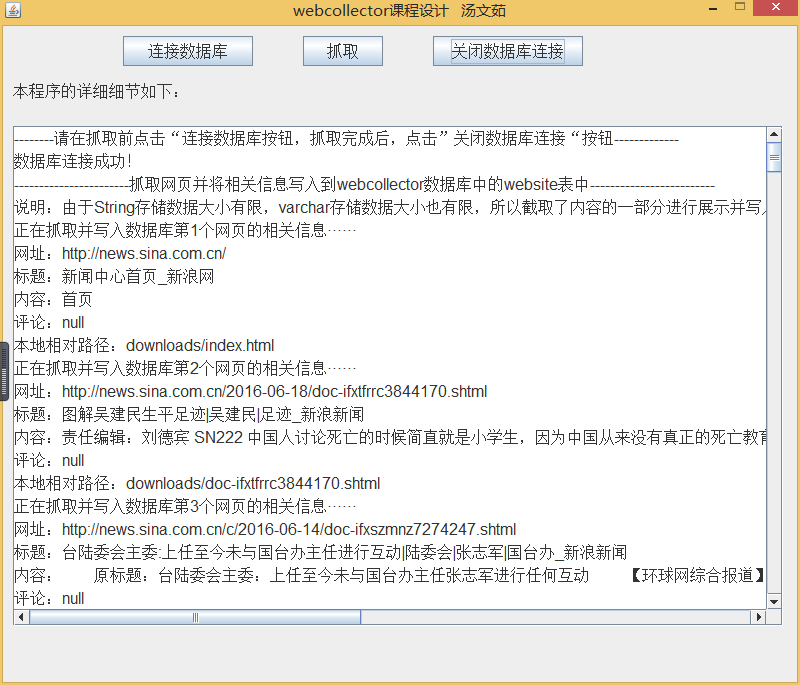 webcollector课程设计 汤文茹
连接数据库 抓取 关闭数据库连接
本程序的详细细节如下：
--------请在抓取前点击“连接数据库按钮，抓取完成后，点击”关闭数据库连接“按钮-------------
数据库连接成功！
-----------------------抓取网页并将相关信息写入到webcollector数据库中的website表中-------------------------
说明：由于String存储数据大小有限，varchar存储数据大小也有限，所以截取了内容的一部分进行展示并写入
正在抓取并写入数据库第1个网页的相关信息……
网址：http://news.sina.com.cn/
标题：新闻中心首页_新浪网
内容：首页
评论：null
本地相对路径：downloads/index.html
正在抓取并写入数据库第2个网页的相关信息……
网址：http://news.sina.com.cn/2016-06-18/doc-ifxtfrrc3844170.shtml
标题：图解吴建民生平足迹|吴建民|足迹_新浪新闻
内容：责任编辑：刘德宾 SN222 中国人讨论死亡的时候简直就是小学生，因为中国从来没有真正的死亡教育
评论：null
本地相对路径：downloads/doc-ifxtfrrc3844170.shtml
正在抓取并写入数据库第3个网页的相关信息……
网址：http://news.sina.com.cn/c/2016-06-14/doc-ifxszmnz7274247.shtml
标题：台陆委会主委:上任至今未与国台办主任进行互动|陆委会|张志军|国台办_新浪新闻
内容： 原标题：台陆委会主委：上任至今未与国台办主任张志军进行任何互动 【环球网综合报道】
评论：null